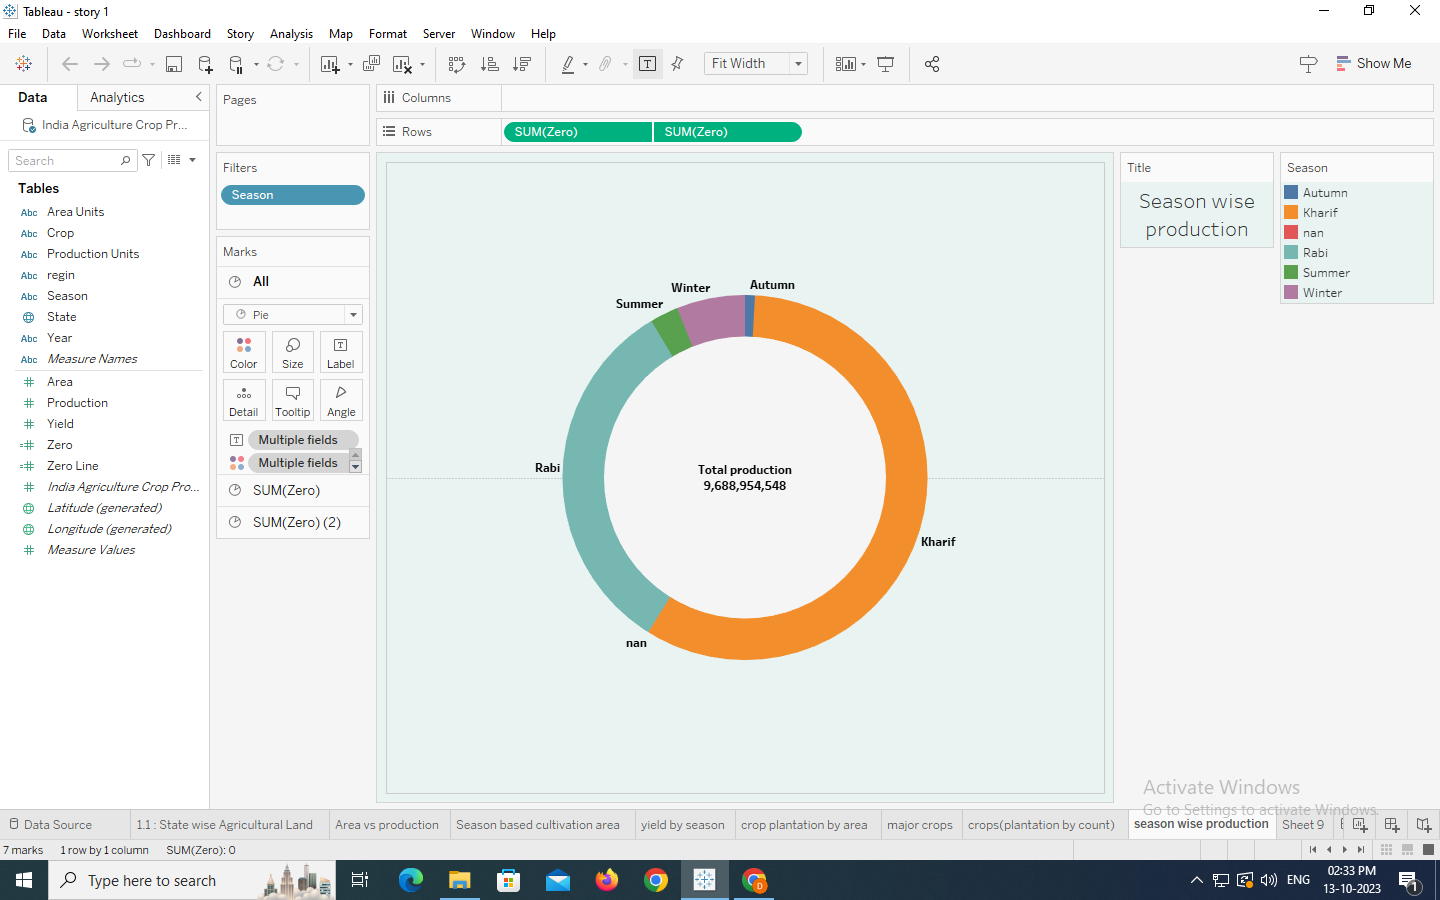 Tableau - story 1
File Data Worksheet Dashboard Story Analysis Map Format Server Window Help
Fit Width
Show Me
Data Analytics
India Agriculture Crop Pr...
Search
Tables
Abc Area Units
Abc Crop
Abc Production Units
Abc regin
Abc Season
State
Abc Year
Abc Measure Names
Area
Production
Yield
Zero
Zero Line
India Agriculture Crop Pro...
Latitude (generated)
Longitude (generated)
Measure Values
Pages
Filters
Season
Marks
All
Pie
Color Size Label
Detail Tooltip Angle
Multiple fields
Multiple fields
SUM(Zero)
SUM(Zero) (2)
Columns
Rows SUM(Zero) SUM(Zero)
Winter
Autumn
Summer
Rabi
Total production
9,688,954,548
Kharif
nan
Title
Season wise
production
Season
Autumn
Kharif
nan
Rabi
Summer
Winter
Activate Windows
Go to Settings to activate Windows.
Data Source 1.1 : State wise Agricultural Land Area vs production Season based cultivation area yield by season crop plantation by area major crops crops(plantation by count) season wise production Sheet 9
7 marks 1 row by 1 column SUM(Zero): 0
Type here to search
D
ENG
02:33 PM
13-10-2023
1